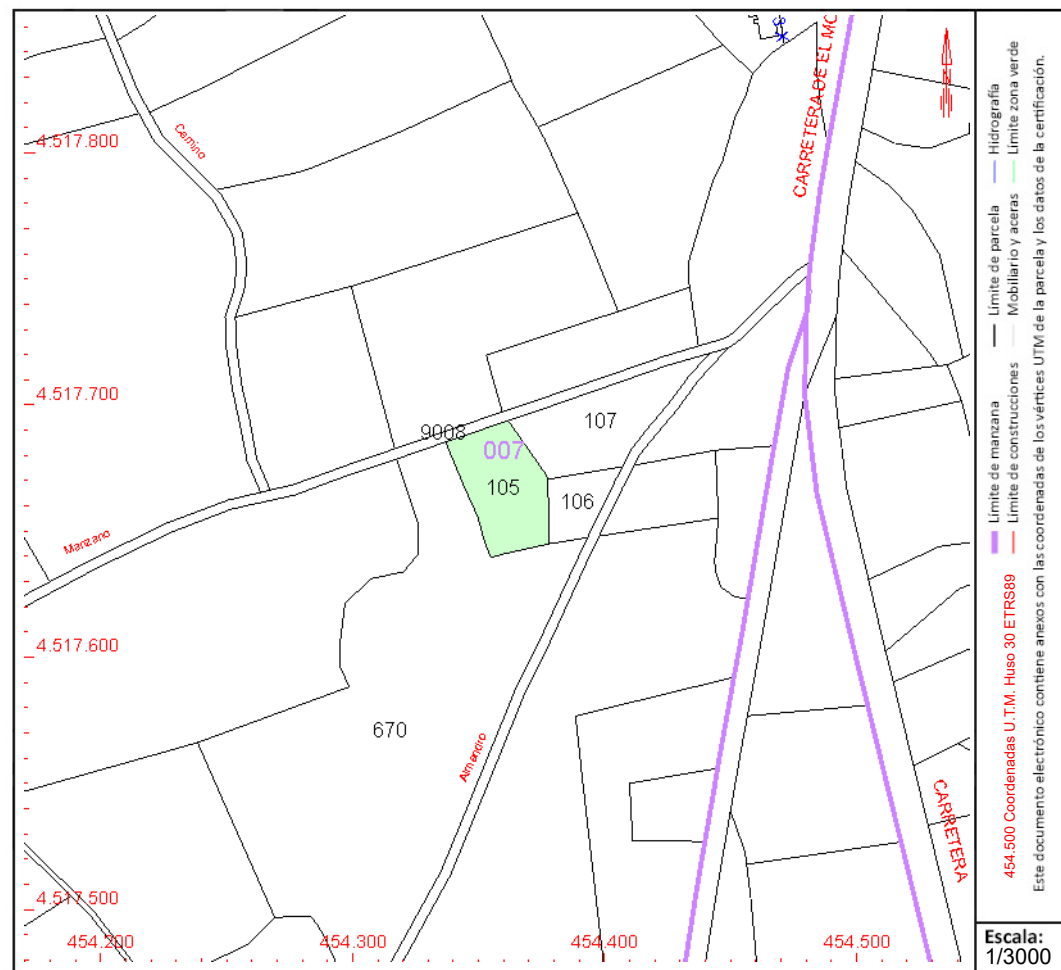 CARRETERA DE EL MO
4.517.800
Camino
4.517.700
9008
107
007
105
106
Manzano
4.517.600
670
Almendro
CARRETERA
4.517.500
454.200
454.300
454.400
454.500
Límite de manzana
Límite de parcela
Hidrografía
Límite de construcciones
Mobiliario y aceras
Límite zona verde
454.500 Coordenadas U.T.M. Huso 30 ETRS89
Este documento electrónico contiene anexos con las coordenadas de los vértices UTM de la parcela y los datos de la certificación.
Escala:
1/3000